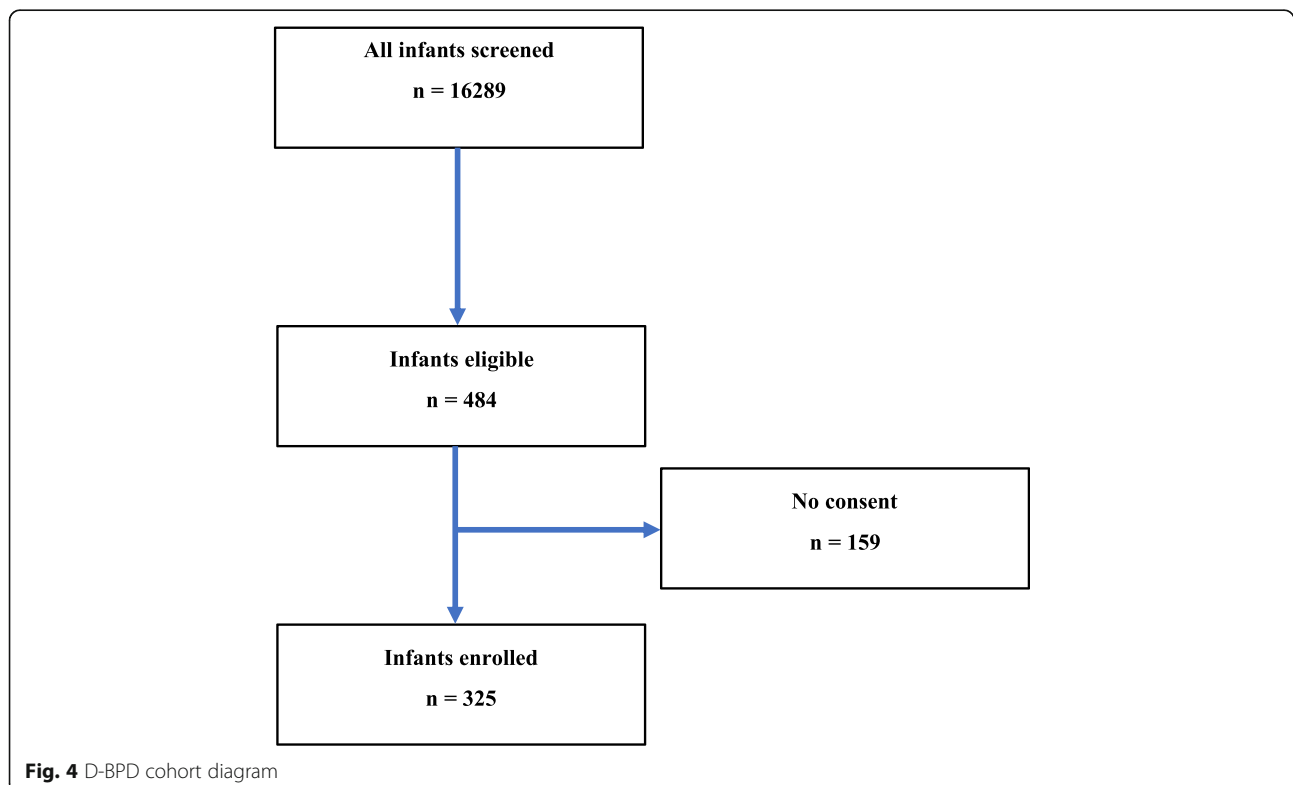 All infants screened
n = 16289
Infants eligible
n = 484
No consent
n = 159
Infants enrolled
n = 325
Fig. 4 D-BPD cohort diagram